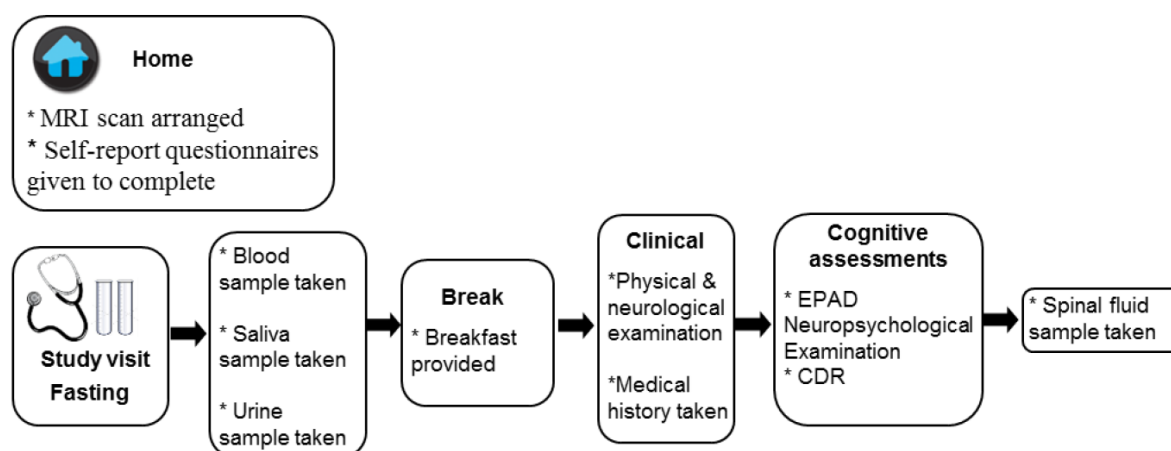 Home
* MRI scan arranged
* Self-report questionnaires
given to complete
Study visit
Fasting
* Blood
sample taken
* Saliva
sample taken
* Urine
sample taken
Break
* Breakfast
provided
Clinical
*Physical &
neurological
examination
*Medical
history taken
Cognitive
assessments
* EPAD
Neuropsychological
Examination
* CDR
* Spinal fluid
sample taken